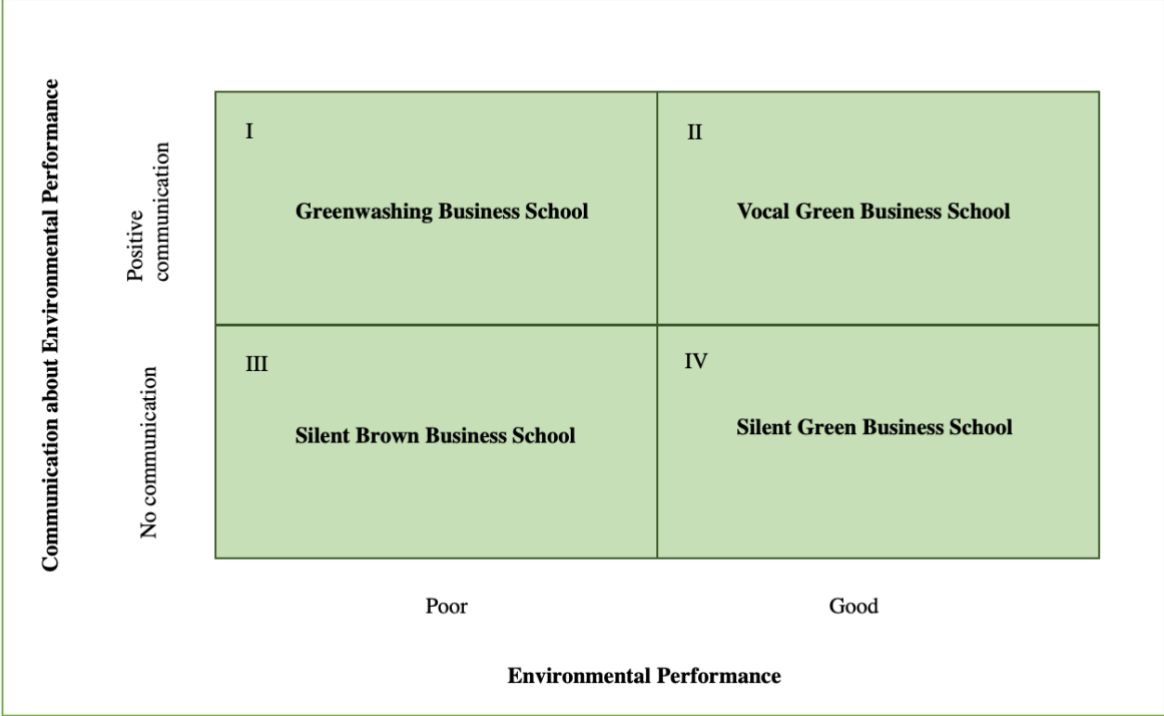 Communication about Environmental Performance
Positive
communication
No communication
I
Greenwashing Business School
II
Vocal Green Business School
III
Silent Brown Business School
IV
Silent Green Business School
Poor
Good
Environmental Performance